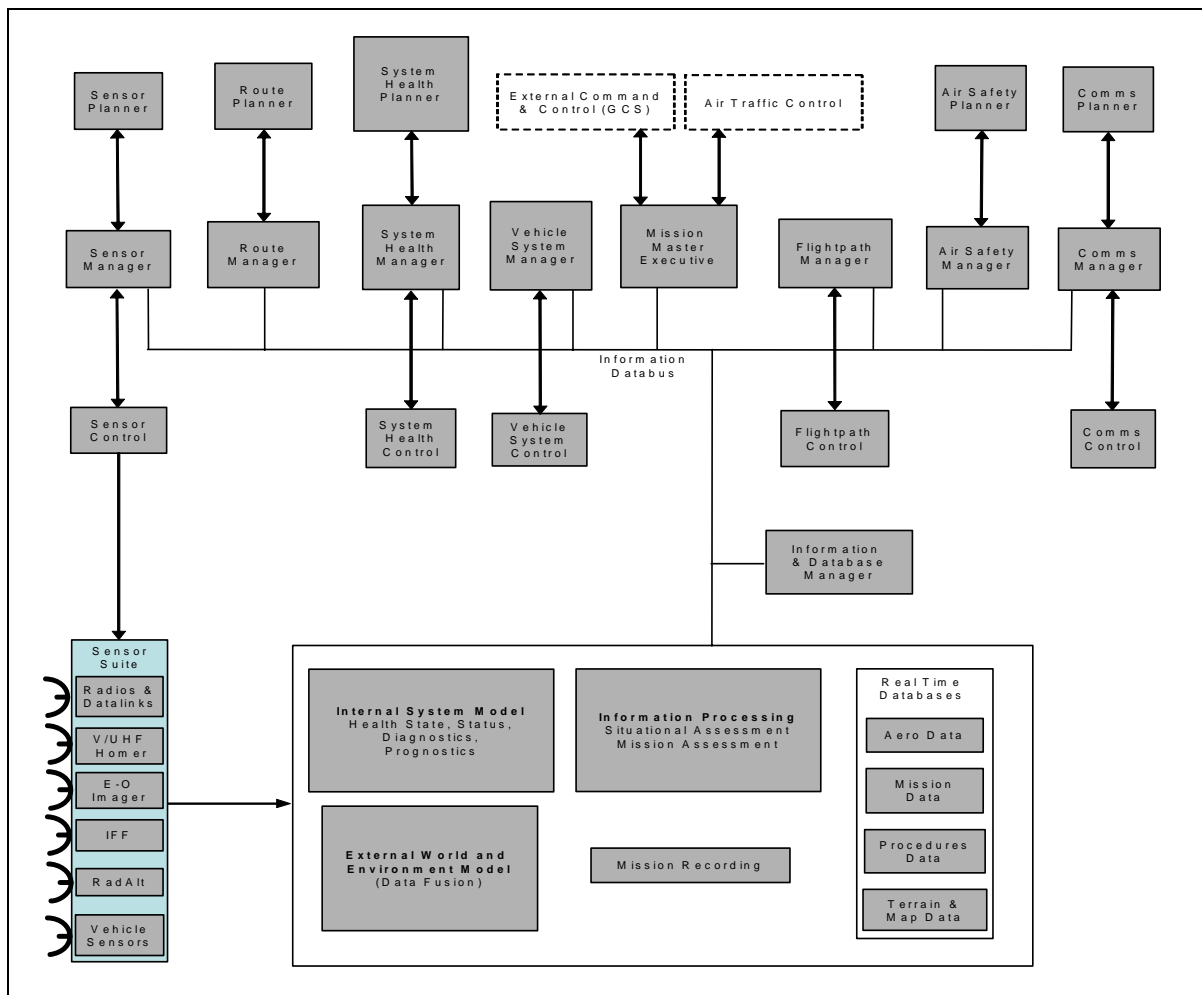 Sensor
Planner
Route
Planner
System
Health
Planner
External Command
& Control (GCS)
Air Traffic Control
Air Safety
Planner
Comms
Planner
Sensor
Manager
Route
Manager
System
Health
Manager
Vehicle
System
Manager
Mission
Master
Executive
Flightpath
Manager
Air Safety
Manager
Comms
Manager
Information
Databus
Sensor
Control
System
Health
Control
Vehicle
System
Control
Flightpath
Control
Comms
Control
Information
& Database
Manager
Sensor
Suite
Radios &
Datalinks
V/UHF
Homer
E-O
Imager
IFF
RadAlt
Vehicle
Sensors
Internal System Model
Health State, Status,
Diagnostics,
Prognostics
Information Processing
Situational Assessment
Mission Assessment
External World and
Environment Model
(Data Fusion)
Mission Recording
Real Time
Databases
Aero Data
Mission
Data
Procedures
Data
Terrain &
Map Data